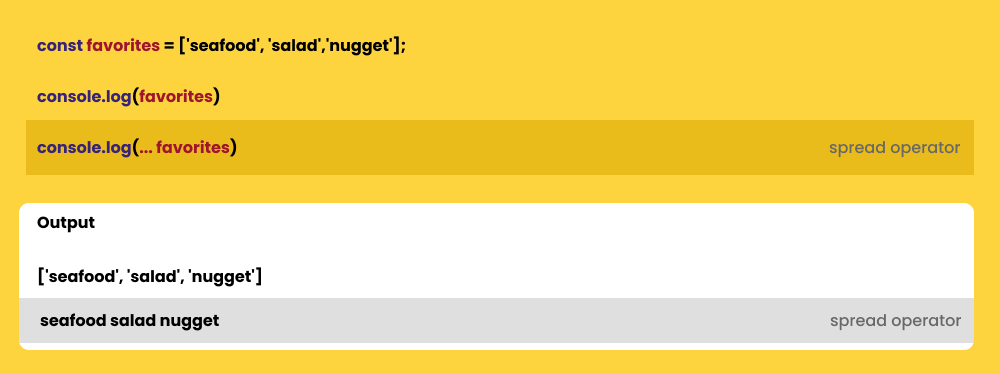 const favorites = ['seafood', 'salad','nugget'];
console.log(favorites)
console.log(... favorites) spread operator
Output
['seafood', 'salad', 'nugget']
seafood salad nugget spread operator